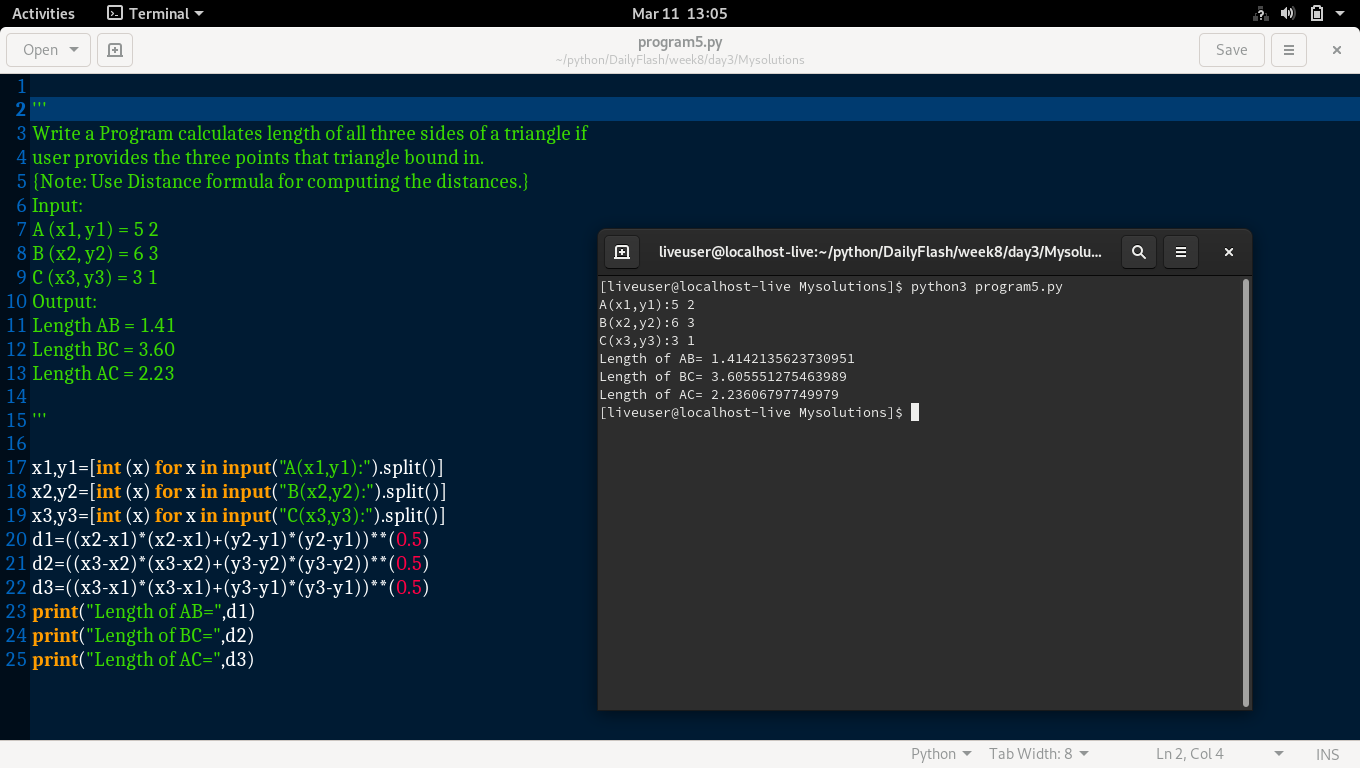 Activities Terminal Mar 11 13:05
Open program5.py Save
~/python/DailyFlash/week8/day3/Mysolutions
1
2 '''
3 Write a Program calculates length of all three sides of a triangle if
4 user provides the three points that triangle bound in.
5 {Note: Use Distance formula for computing the distances.}
6 Input:
7 A (x1, y1) = 5 2
8 B (x2, y2) = 6 3
9 C (x3, y3) = 3 1
10 Output:
11 Length AB = 1.41
12 Length BC = 3.60
13 Length AC = 2.23
14
15 '''
16
17 x1,y1=[int (x) for x in input("A(x1,y1):").split()]
18 x2,y2=[int (x) for x in input("B(x2,y2):").split()]
19 x3,y3=[int (x) for x in input("C(x3,y3):").split()]
20 d1=((x2-x1)*(x2-x1)+(y2-y1)*(y2-y1))**(0.5)
21 d2=((x3-x2)*(x3-x2)+(y3-y2)*(y3-y2))**(0.5)
22 d3=((x3-x1)*(x3-x1)+(y3-y1)*(y3-y1))**(0.5)
23 print("Length of AB=",d1)
24 print("Length of BC=",d2)
25 print("Length of AC=",d3)
liveuser@localhost-live:~/python/DailyFlash/week8/day3/Mysolu...
[liveuser@localhost-live Mysolutions]$ python3 program5.py
A(x1,y1):5 2
B(x2,y2):6 3
C(x3,y3):3 1
Length of AB= 1.4142135623730951
Length of BC= 3.605551275463989
Length of AC= 2.23606797749979
[liveuser@localhost-live Mysolutions]$
Python Tab Width: 8 Ln 2, Col 4 INS